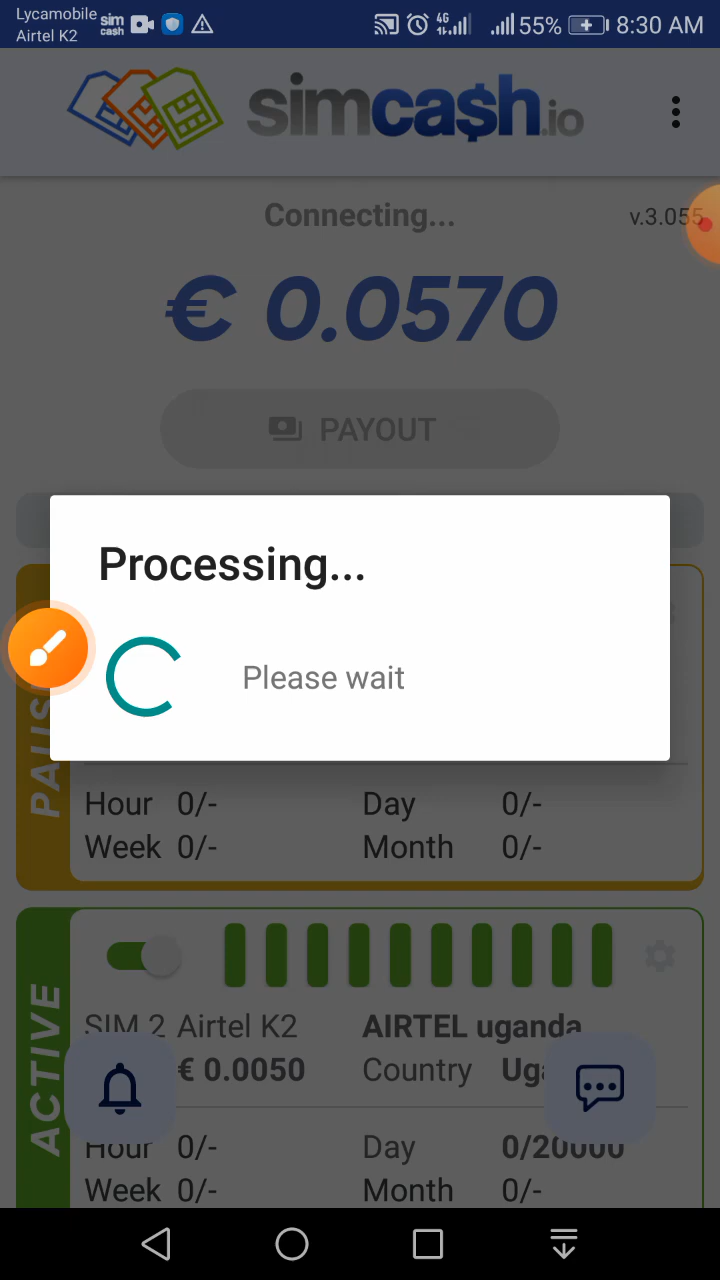 Lycamobile
Airtel K2
sim
cash
4G
55%
8:30 AM
simca$h.io
Connecting...
v.3.055
€ 0.0570
PAYOUT
Processing...
Please wait
Hour 0/- Day 0/-
Week 0/- Month 0/-
ACTIVE
SIM 2 Airtel K2 AIRTEL uganda
€ 0.0050 Country
Hour 0/- Day 0/20000
Week 0/- Month 0/-